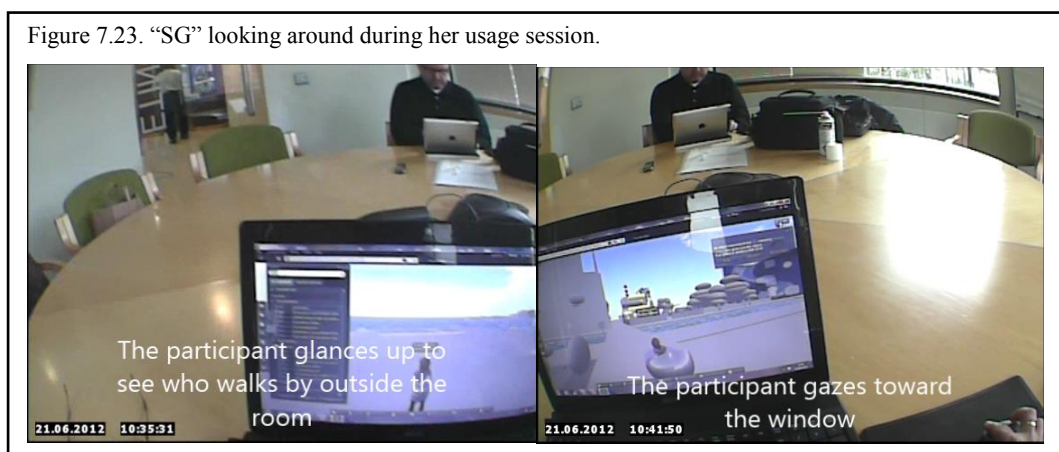 Figure 7.23. “SG” looking around during her usage session.
The participant glances up to
see who walks by outside the
room
21.06.2012 10:35:31
The participant gazes toward
the window
21.06.2012 10:41:50